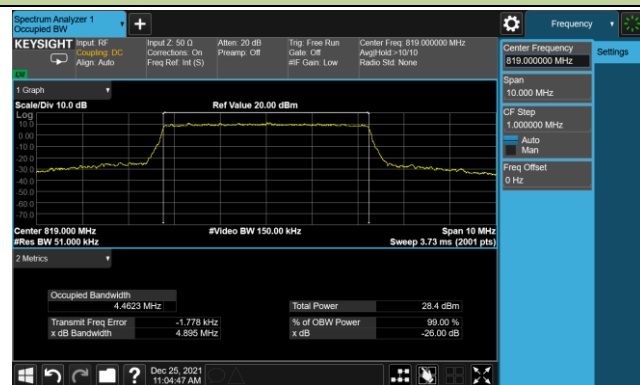 Spectrum Analyzer 1
Occupied BW
Frequency
KEYSIGHT
Input: RF
Coupling: DC
Align: Auto
Input Z: 50 Ω
Corrections: On
Freq Ref: Int (S)
Atten: 20 dB
Preamp: Off
Trig: Free Run
Gate: Off
#IF Gain: Low
Center Freq: 819.000000 MHz
Avg|Hold:>10/10
Radio Std: None
Center Frequency
819.000000 MHz
Settings
Span
10.000 MHz
CF Step
1.000000 MHz
Auto
Man
Freq Offset
0 Hz
1 Graph
Scale/Div 10.0 dB
Ref Value 20.00 dBm
Log
10.0
0.00
-10.0
-20.0
-30.0
-40.0
-50.0
-60.0
-70.0
Center 819.000 MHz
#Video BW 150.00 kHz
Span 10 MHz
#Res BW 51.000 kHz
Sweep 3.73 ms (2001 pts)
2 Metrics
Occupied Bandwidth
4.4623 MHz
Total Power
28.4 dBm
Transmit Freq Error
-1.778 kHz
% of OBW Power
99.00 %
x dB Bandwidth
4.895 MHz
x dB
-26.00 dB
?
Dec 25, 2021
11:04:47 AM